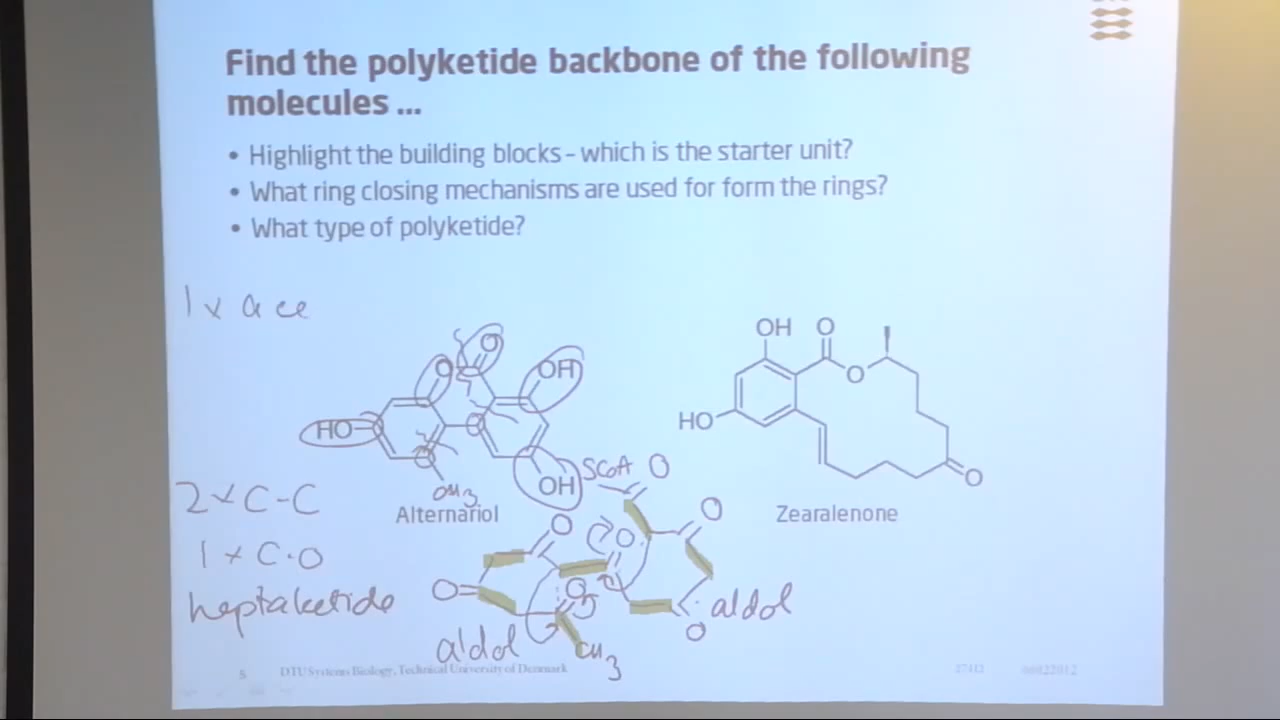 Find the polyketide backbone of the following
molecules ...
• Highlight the building blocks - which is the starter unit?
• What ring closing mechanisms are used for form the rings?
• What type of polyketide?
1 x ace
OH O
O O OH
O
HO
HO
OH
SCoA O
O
CH3
2 x C-C
Alternariol
Zearalenone
O
O
O
1 x C-O
heptaketide
O
O
aldol
O
aldol
CH3
5 DTU Systems Biology, Technical University of Denmark